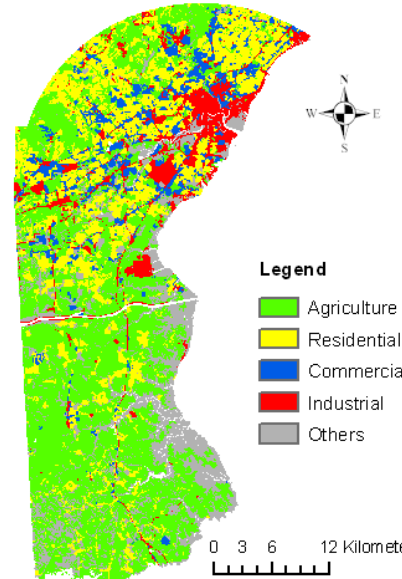 N
W E
S
Legend
Agriculture
Residential
Commercia
Industrial
Others
0 3 6 12 Kilomete